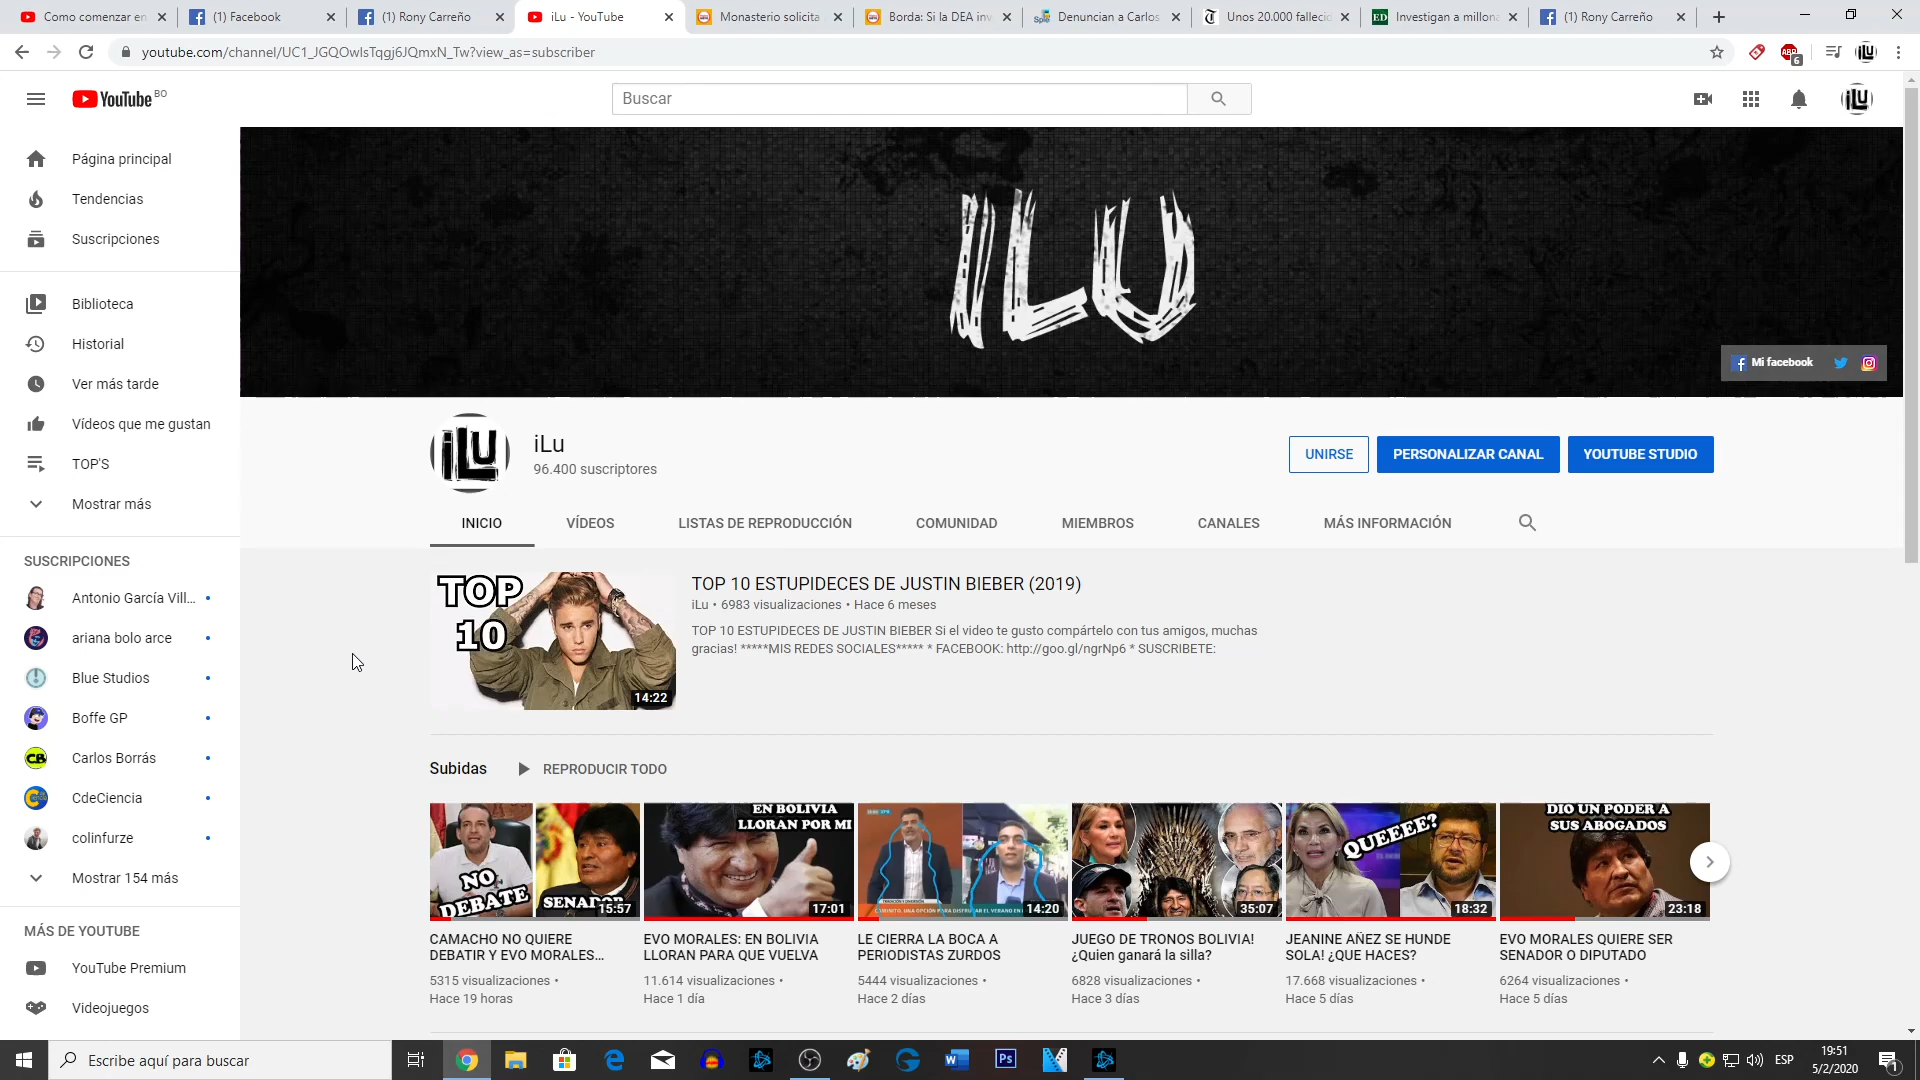 Como comenzar en
(1) Facebook
(1) Rony Carreño
iLu - YouTube
Monasterio solicita
Borda: Si la DEA inv
Denuncian a Carlos
Unos 20.000 fallecid
Investigan a millona
(1) Rony Carreño
youtube.com/channel/UC1_JGQOwIsTqgj6JQmxN_Tw?view_as=subscriber
ABP
6
iLu
YouTube BO
Buscar
iLu
Página principal
Tendencias
Suscripciones
Biblioteca
Historial
Ver más tarde
Vídeos que me gustan
TOP'S
Mostrar más
SUSCRIPCIONES
Antonio García Vill...
ariana bolo arce
Blue Studios
Boffe GP
CB
Carlos Borrás
CdeCiencia
colinfurze
Mostrar 154 más
MÁS DE YOUTUBE
YouTube Premium
Videojuegos
iLU
Mi facebook
iLu
iLu
96.400 suscriptores
UNIRSE
PERSONALIZAR CANAL
YOUTUBE STUDIO
INICIO
VÍDEOS
LISTAS DE REPRODUCCIÓN
COMUNIDAD
MIEMBROS
CANALES
MÁS INFORMACIÓN
TOP
10
14:22
TOP 10 ESTUPIDECES DE JUSTIN BIEBER (2019)
iLu • 6983 visualizaciones • Hace 6 meses
TOP 10 ESTUPIDECES DE JUSTIN BIEBER Si el video te gusto compártelo con tus amigos, muchas
gracias! *****MIS REDES SOCIALES***** * FACEBOOK: http://goo.gl/ngrNp6 * SUSCRIBETE:
Subidas
REPRODUCIR TODO
NO
DEBATE
SENADOR
15:57
CAMACHO NO QUIERE
DEBATIR Y EVO MORALES...
5315 visualizaciones •
Hace 19 horas
EN BOLIVIA
LLORAN POR MI
17:01
EVO MORALES: EN BOLIVIA
LLORAN PARA QUE VUELVA
11.614 visualizaciones •
Hace 1 día
14:20
LE CIERRA LA BOCA A
PERIODISTAS ZURDOS
5444 visualizaciones •
Hace 2 días
35:07
JUEGO DE TRONOS BOLIVIA!
¿Quien ganará la silla?
6828 visualizaciones •
Hace 3 días
QUEEEE?
18:32
JEANINE AÑEZ SE HUNDE
SOLA! ¿QUE HACES?
17.668 visualizaciones •
Hace 5 días
DIO UN PODER A
SUS ABOGADOS
23:18
EVO MORALES QUIERE SER
SENADOR O DIPUTADO
6264 visualizaciones •
Hace 5 días
Escribe aquí para buscar
Ps
ESP
19:51
5/2/2020
1